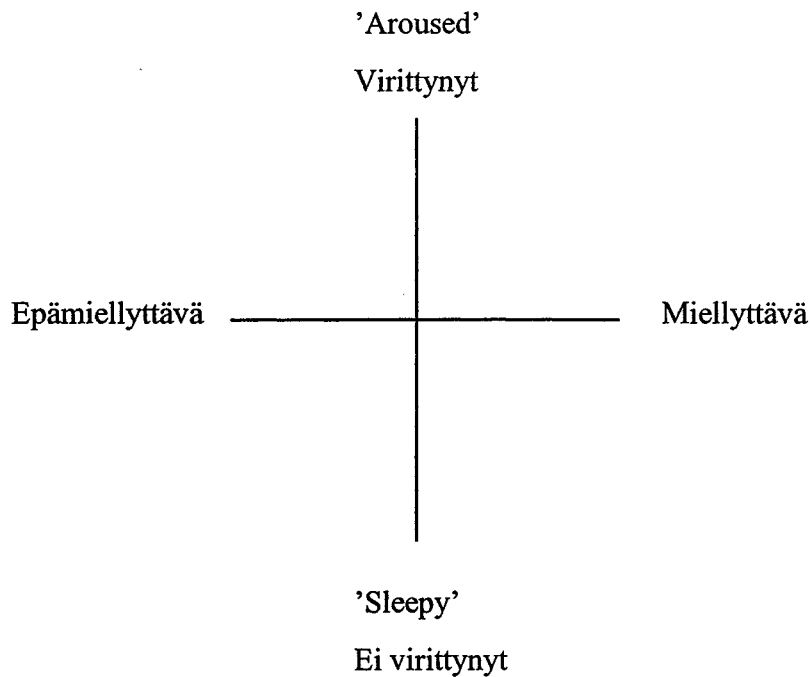 ’Aroused’
Virittynyt
Epämiellyttävä
Miellyttävä
’Sleepy’
Ei virittynyt